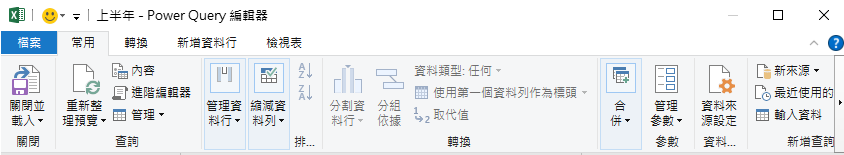 上半年 - Power Query 編輯器
檔案 常用 轉換 新增資料行 檢視表
關閉並
載入
關閉
重新整
理預覽
內容
進階編輯器
管理
查詢
管理資
料行
縮減資
料列
排...
分割資
料行
分組
依據
資料類型: 任何
使用第一個資料列作為標頭
取代值
轉換
合
併
管理
參數
參數
資料來
源設定
資料...
新來源
最近使用的
輸入資料
新增查詢